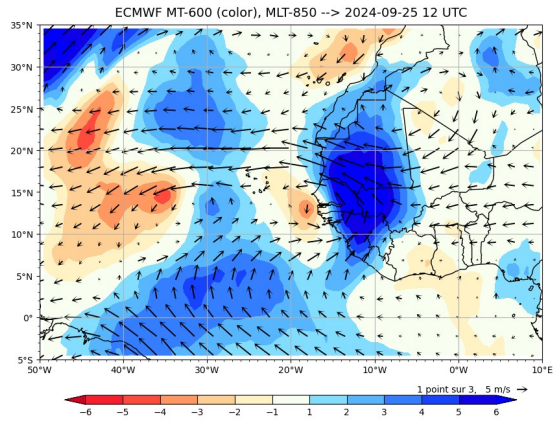 ECMWF MT-600 (color), MLT-850 --> 2024-09-25 12 UTC
35°N
30°N
25°N
20°N
15°N
10°N
5°N
0°
5°S
50°W 40°W 30°W 20°W 10°W 0° 10°E
1 point sur 3, 5 m/s
−6 −5 −4 −3 −2 −1 1 2 3 4 5 6